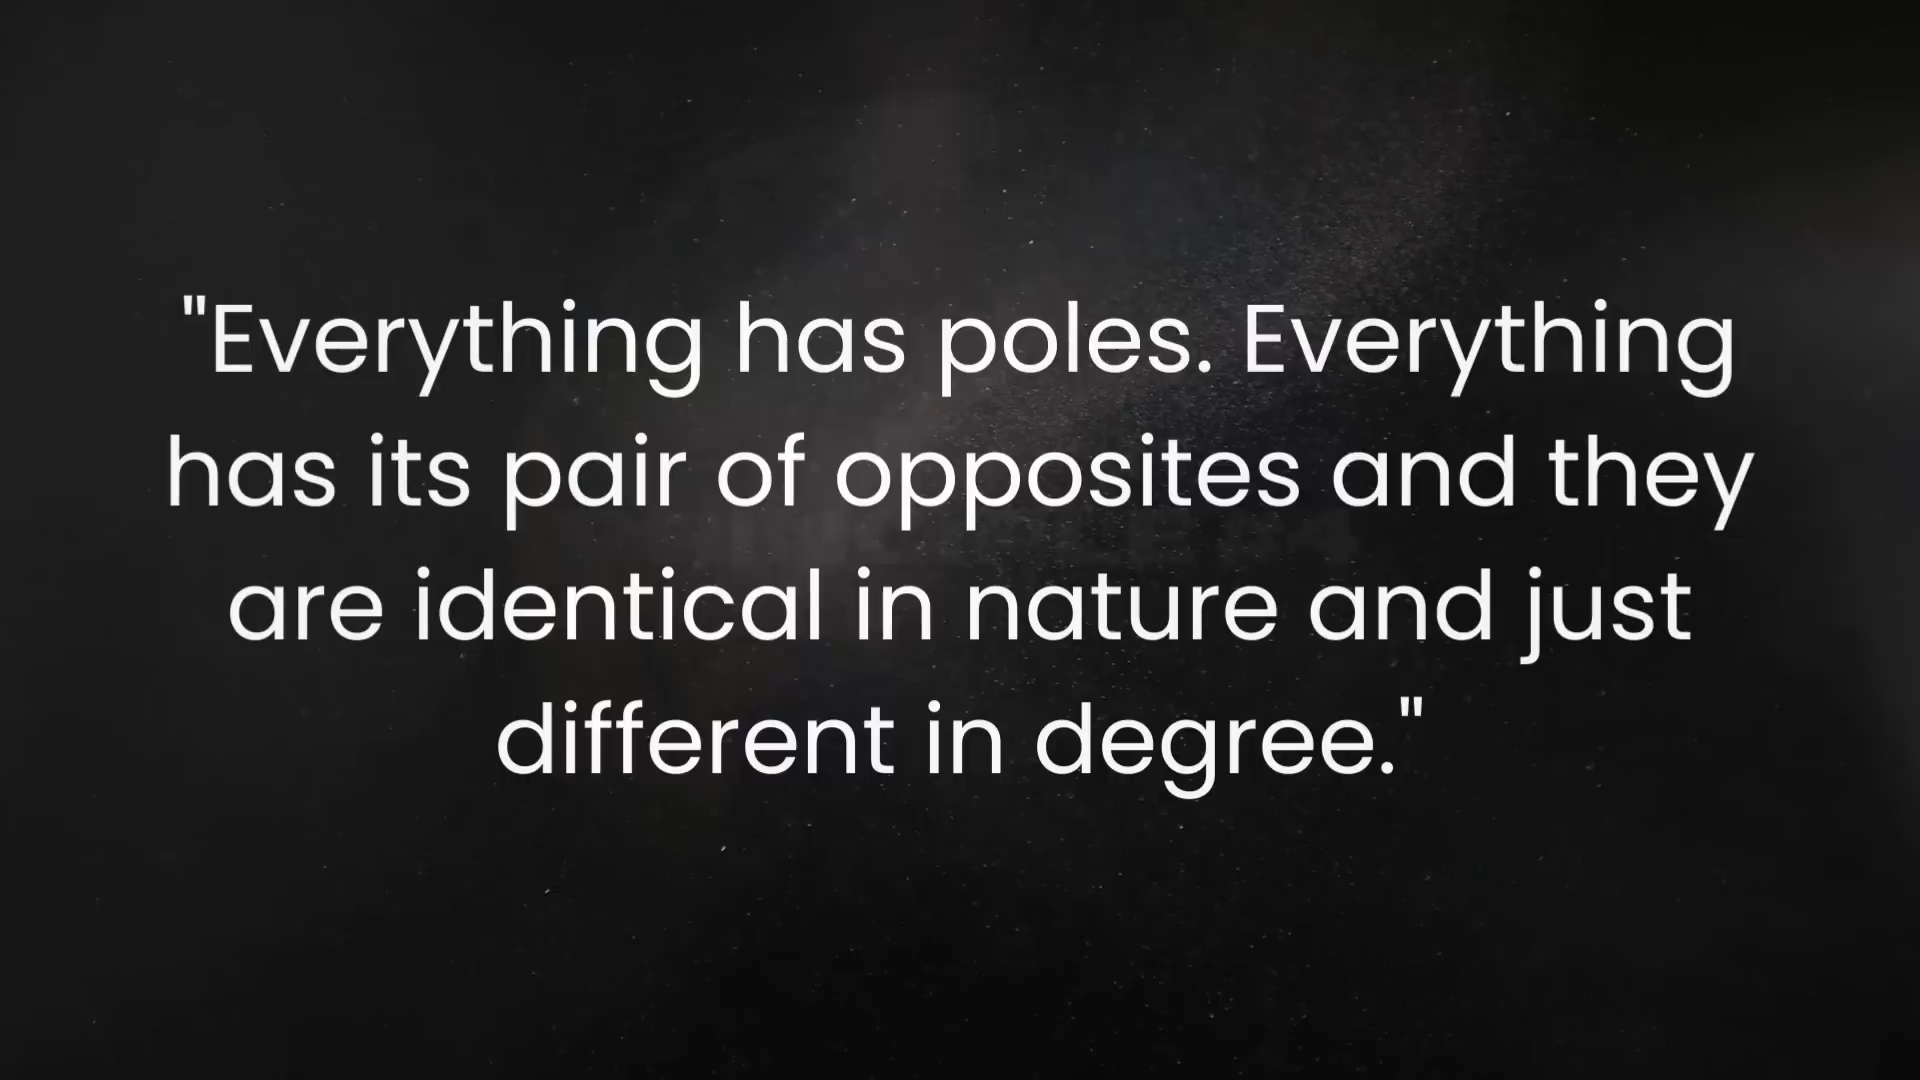 "Everything has poles. Everything
has its pair of opposites and they
are identical in nature and just
different in degree."